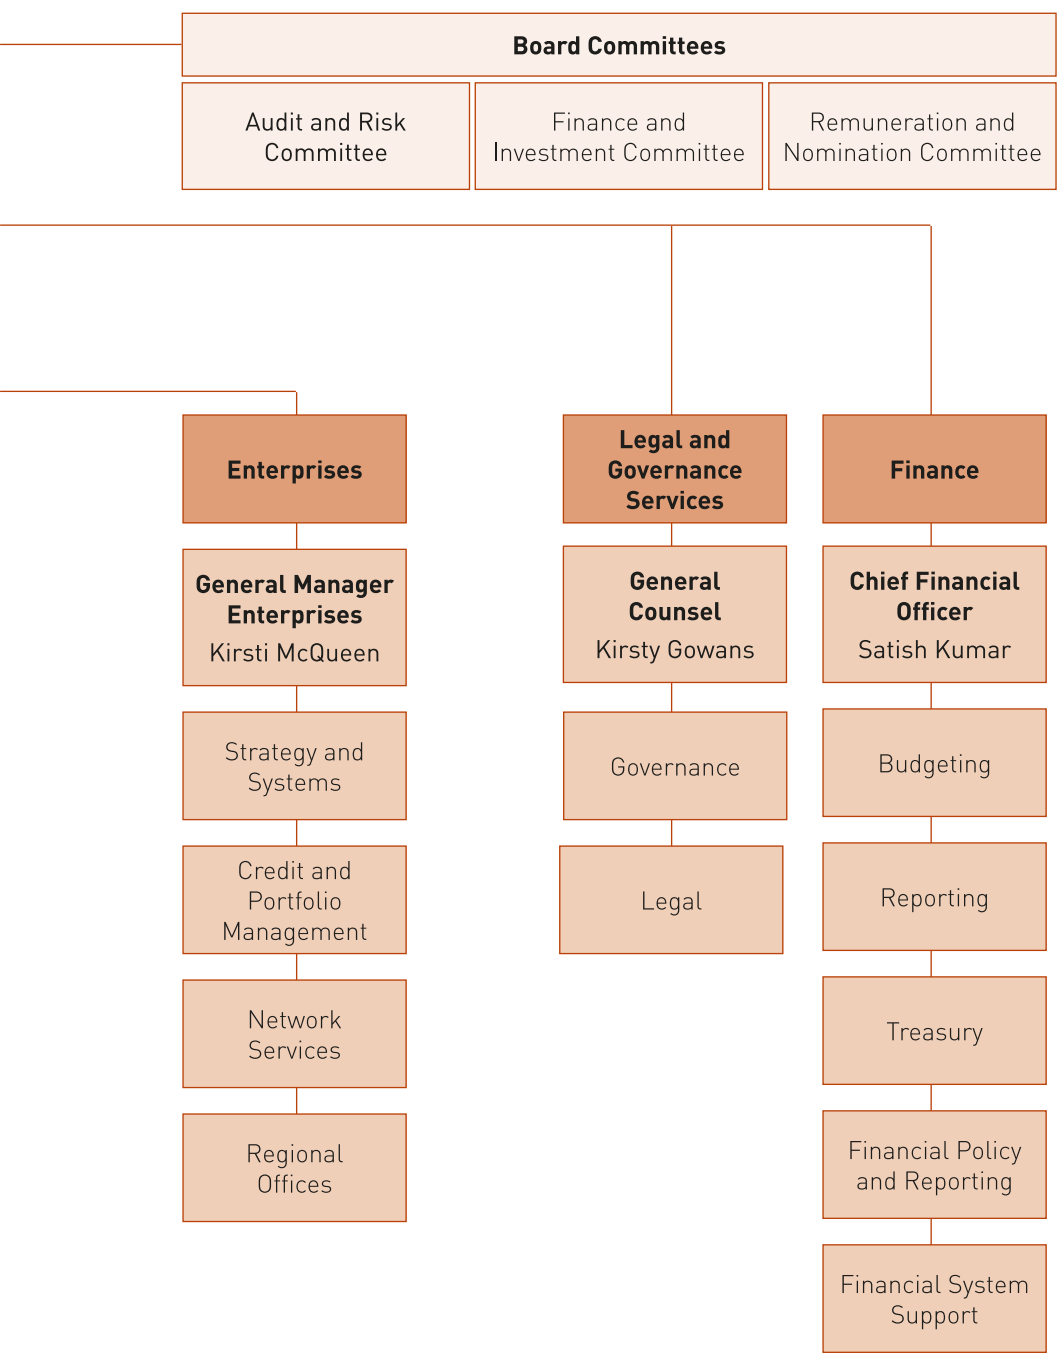 Board Committees
Audit and Risk
Committee
Finance and
Investment Committee
Remuneration and
Nomination Committee
Enterprises
General Manager
Enterprises
Kirsti McQueen
Strategy and
Systems
Credit and
Portfolio
Management
Network
Services
Regional
Offices
Legal and
Governance
Services
General
Counsel
Kirsty Gowans
Governance
Legal
Finance
Chief Financial
Officer
Satish Kumar
Budgeting
Reporting
Treasury
Financial Policy
and Reporting
Financial System
Support